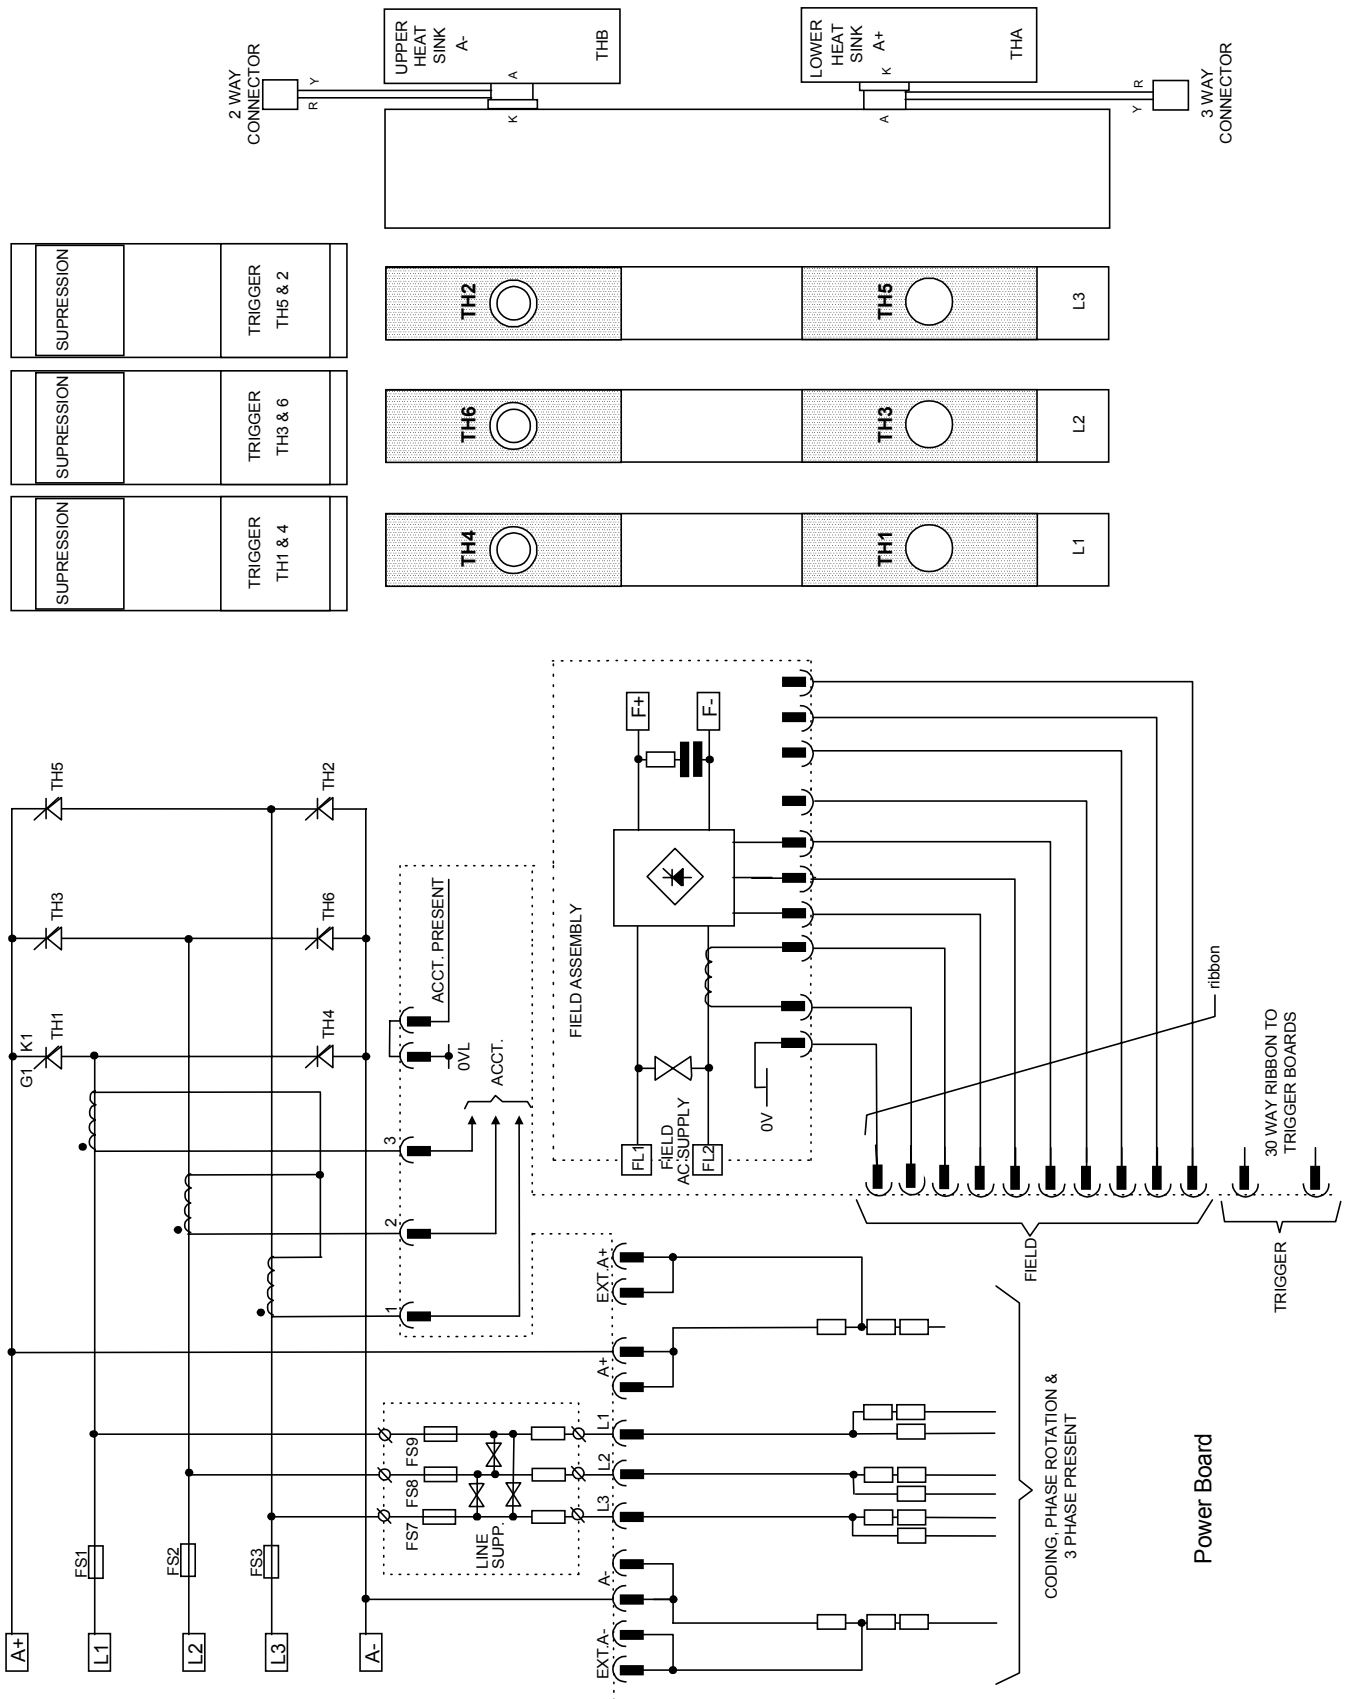 UPPER
HEAT
SINK
A-
THB
LOWER
HEAT
SINK
A+
THA
2 WAY
CONNECTOR
Y
R
A
K
K
A
R
Y
3 WAY
CONNECTOR
SUPRESSION
TRIGGER
TH5 & 2
TH2
TH5
L3
SUPRESSION
TRIGGER
TH3 & 6
TH6
TH3
L2
SUPRESSION
TRIGGER
TH1 & 4
TH4
TH1
L1
TH5
TH2
TH3
TH6
G1
K1
TH1
TH4
ACCT. PRESENT
0VL
ACCT.
3
2
1
FIELD ASSEMBLY
F+
F-
FL1
FIELD
AC SUPPLY
FL2
0V
ribbon
30 WAY RIBBON TO
TRIGGER BOARDS
FIELD
TRIGGER
EXT.A+
A+
L1
L2
L3
A-
EXT.A-
FS9
FS8
FS7
LINE
SUPP.
FS1
FS2
FS3
A+
L1
L2
L3
A-
CODING, PHASE ROTATION &
3 PHASE PRESENT
Power Board